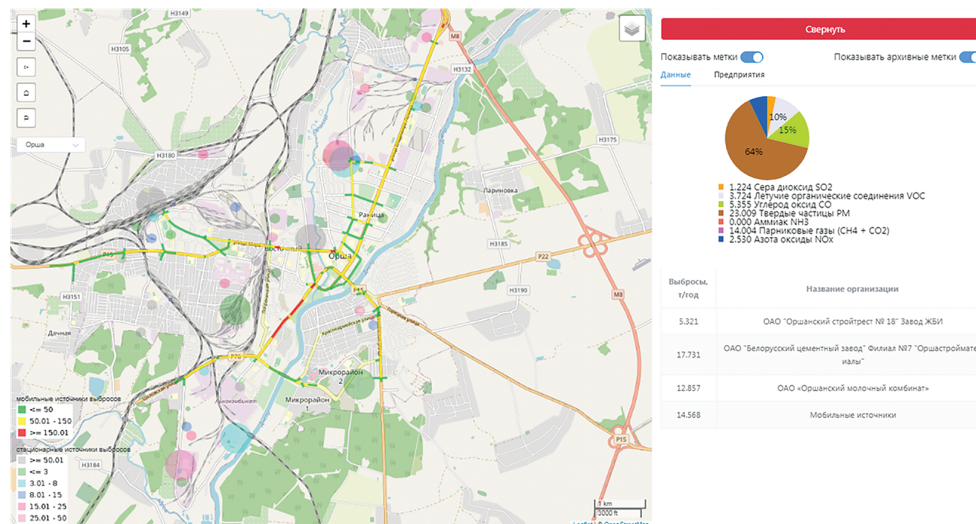 H3149
H3105
M8
H3132
H3180
H3175
Орша
Лариновка
Раница
H3185
P22
Орша
H3190
P15
H3151
M8
Дачная
P76
Микрорайон
2
Микрорайон
1
H3184
P15
мобильные источники выбросов
<= 50
50.01 - 150
>= 150.01
стационарные источники выбросов
>= 50.01
<= 3
3.01 - 8
8.01 - 15
15.01 - 25
25.01 - 50
1 km
3000 ft
Свернуть
Показывать метки
Показывать архивные метки
Данные
Предприятия
10%
15%
64%
1.224 Сера диоксид SO2
3.724 Летучие органические соединения VOC
5.355 Углерод оксид CO
23.009 Твердые частицы PM
0.000 Аммиак NH3
14.004 Парниковые газы (CH4 + CO2)
2.530 Азота оксиды NOx
Выбросы,
т/год
Название организации
5.321
ОАО "Оршанский стройтрест № 18" Завод ЖБИ
17.731
ОАО "Белорусский цементный завод" Филиал №7 "Оршастроймате
иалы"
12.857
ОАО «Оршанский молочный комбинат»
14.568
Мобильные источники